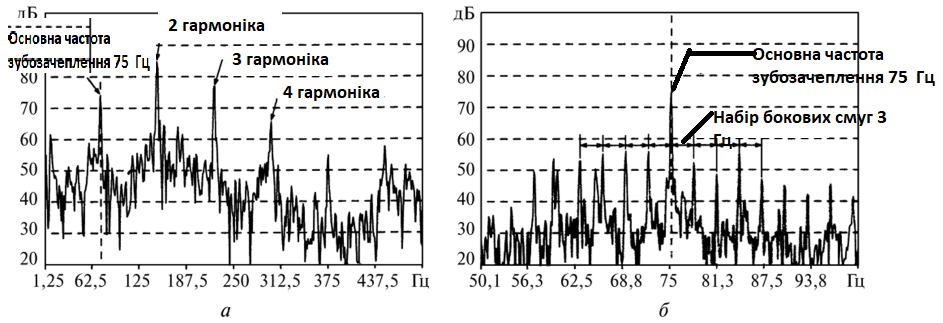 дБ
2 гармоніка
Основна частота
зубозачеплення 75 Гц
3 гармоніка
4 гармоніка
80
70
60
50
40
30
20
1,25
62,5
125
187,5
250
312,5
375
437,5
Гц
а
дБ
90
80
70
60
50
40
30
20
Основна частота
зубозачеплення 75 Гц
Набір бокових смуг 3
Гц
50,1
56,3
62,5
68,8
75
81,3
87,5
93,8
Гц
б